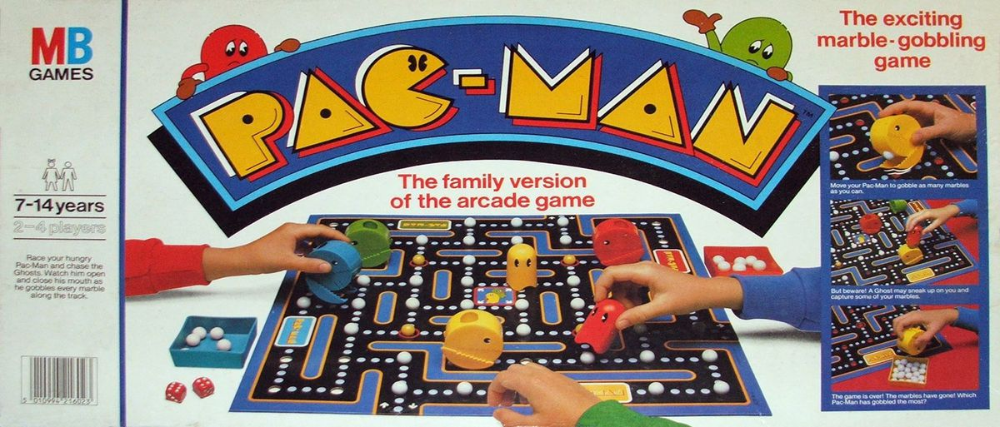 MB
GAMES
7-14 years
2-4 players
Race your hungry
Pac-Man and chase the
Ghosts. Watch him open
and close his mouth as
he gobbles every marble
along the track.
5 010994 216023
PAC-MAN™
The family version
of the arcade game
The exciting
marble-gobbling
game
Move your Pac-Man to gobble as many marbles
as you can.
But beware! A Ghost may sneak up on you and
capture some of your marbles.
The game is over! The marbles have gone! Which
Pac-Man has gobbled the most?